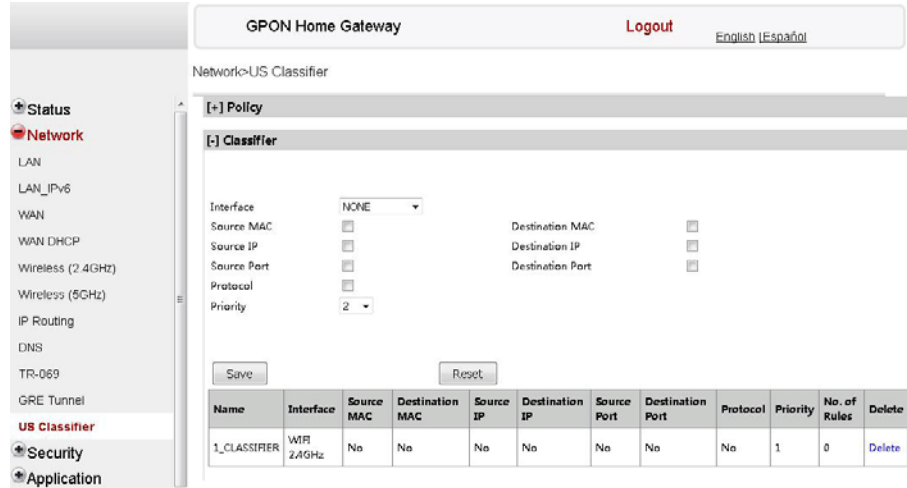 GPON Home Gateway
Logout
English |Español
Network>US Classifier
Status
Network
LAN
LAN_IPv6
WAN
WAN DHCP
Wireless (2.4GHz)
Wireless (5GHz)
IP Routing
DNS
TR-069
GRE Tunnel
US Classifier
Security
Application
[+] Policy
[-] Classifier
Interface NONE
Source MAC Destination MAC
Source IP Destination IP
Source Port Destination Port
Protocol
Priority 2
Save Reset
Name Interface Source MAC Destination MAC Source IP Destination IP Source Port Destination Port Protocol Priority No. of Rules Delete
1_CLASSIFIER WIFI 2.4GHz No No No No No No No 1 0 Delete